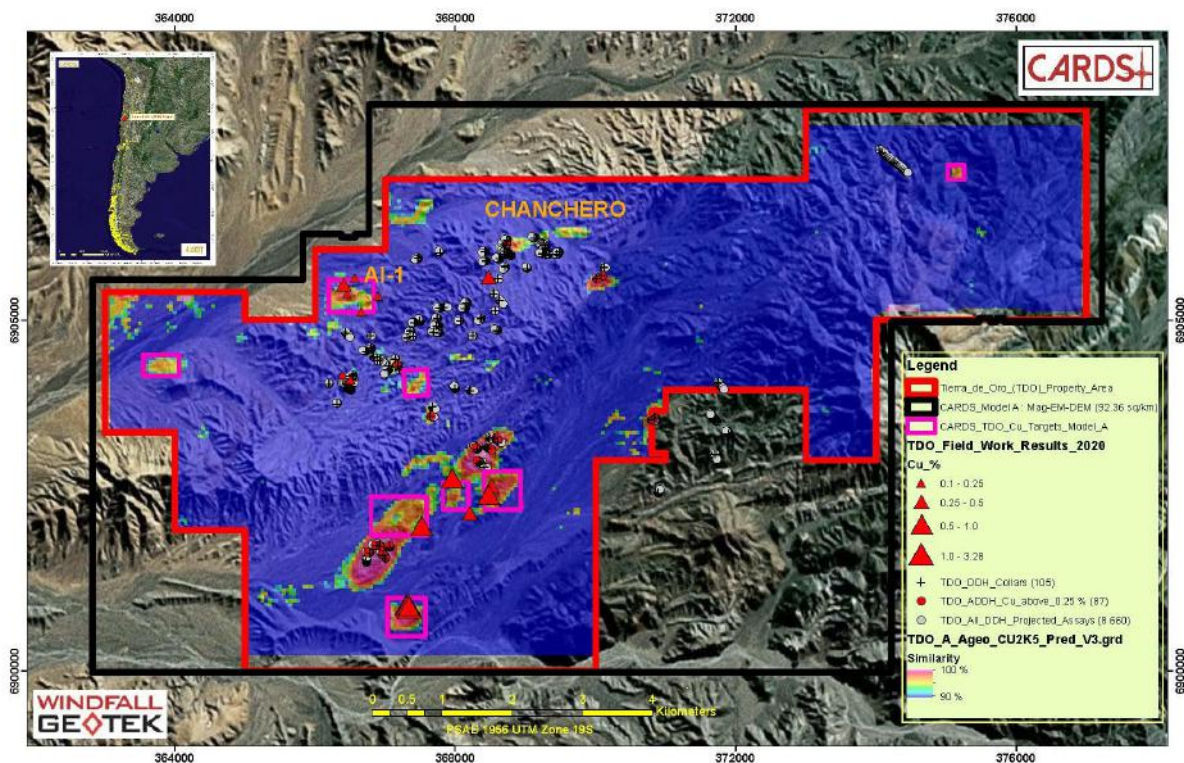 364000 368000 372000 376000
CARDS
CHANCHERO
AI-1
6905000 6905000
Legend
Tierra_de_Oro_(TDO)_Property_Area
CARDS_Model A : Mag-EM-DEM (92.36 sq/km)
CARDS_TDO_Cu_Targets_Model_A
TDO_Field_Work_Results_2020
Cu_%
0.1 - 0.25
0.25 - 0.5
0.5 - 1.0
1.0 - 3.28
TDO_DDH_Collars (105)
TDO_ADDH_Cu_above_0.25 % (87)
TDO_All_DDH_Projected_Assays (8 660)
TDO_A_Ageo_CU2K5_Pred_V3.grd
Similarity
100 %
90 %
6900000 6900000
WINDFALL
GEOTEK
0 0.5 1 2 3 4
Kilometers
PSAD 1956 UTM Zone 19S
364000 368000 372000 376000